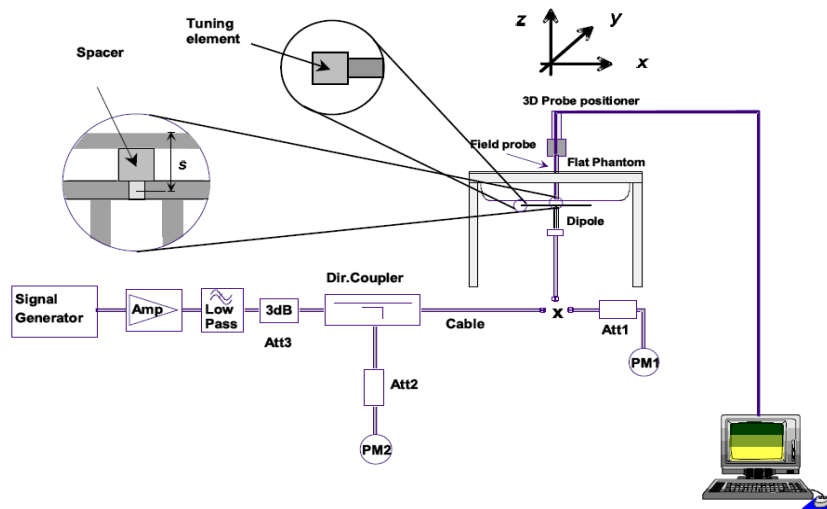 Tuning
element
Spacer
s
z
y
x
3D Probe positioner
Field probe
Flat Phantom
Dipole
Dir.Coupler
Signal
Generator
Amp
Low
Pass
3dB
Att3
Cable
x
Att1
PM1
Att2
PM2